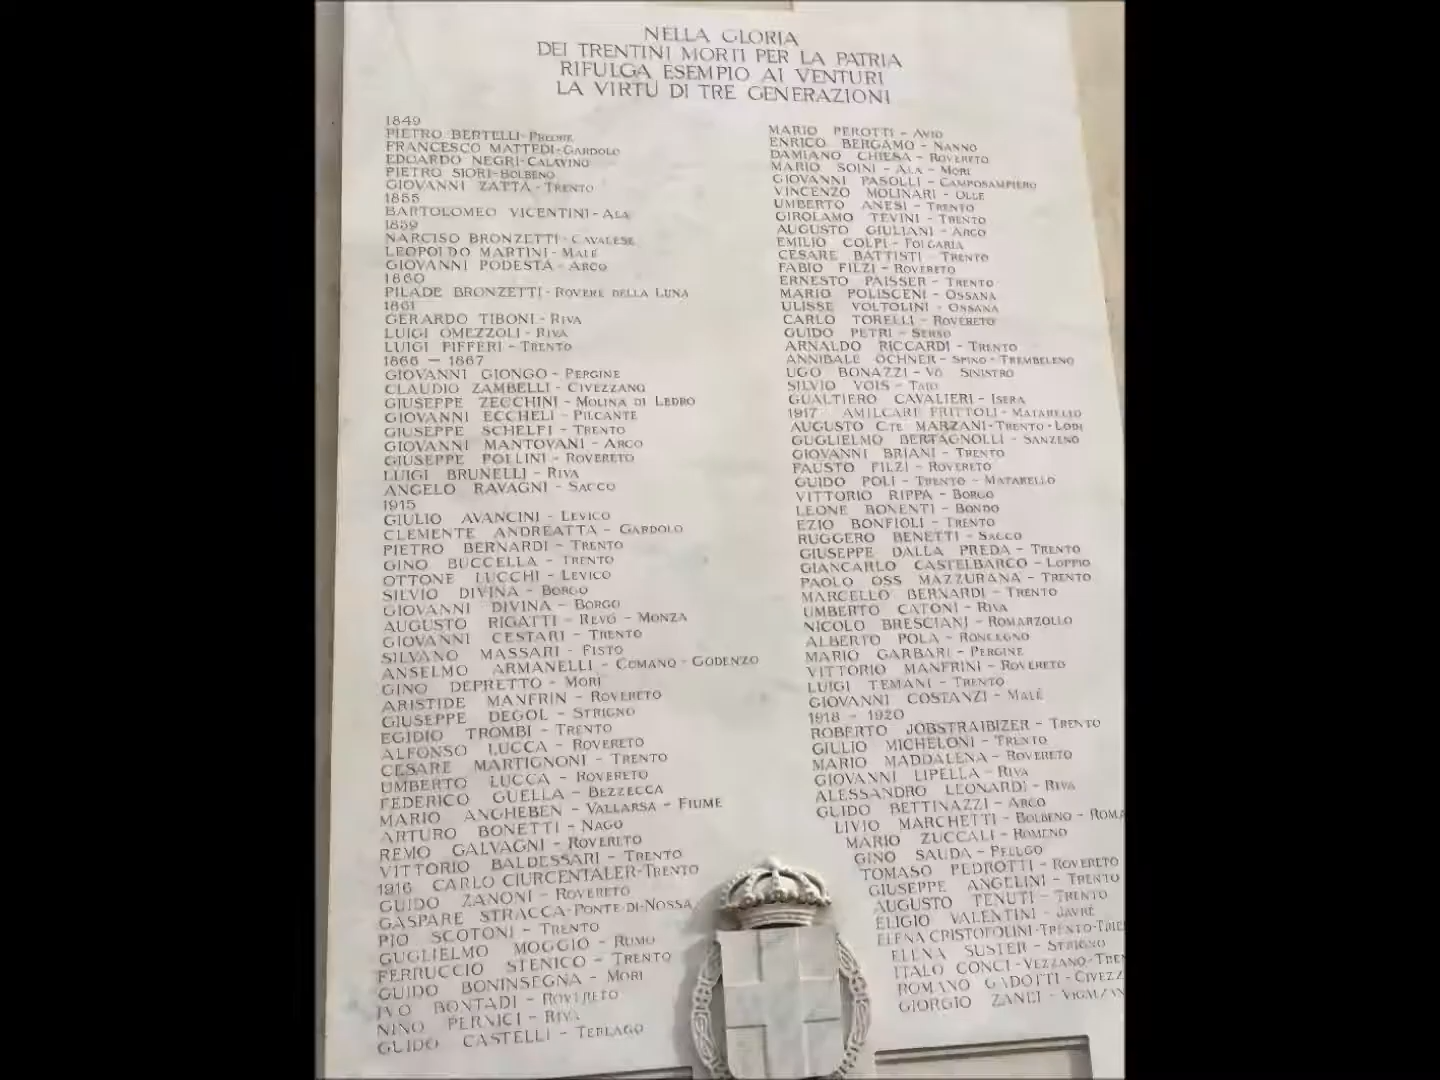 NELLA GLORIA
DEI TRENTINI MORTI PER LA PATRIA
RIFULGA ESEMPIO AI VENTURI
LA VIRTÙ DI TRE GENERAZIONI
1849
PIETRO BERTELLI-PREORE
FRANCESCO MATTEDI-GARDOLO
EDOARDO NEGRI-CALAVINO
PIETRO SIORI-BOLBENO
GIOVANNI ZATTA-TRENTO
1855
BARTOLOMEO VICENTINI-ALA
1859
NARCISO BRONZETTI-CAVALESE
LEOPOLDO MARTINI-MALÉ
GIOVANNI PODESTÀ-ARCO
1860
PILADE BRONZETTI-ROVERÉ DELLA LUNA
1861
GERARDO TIBONI-RIVA
LUIGI OMEZZOLI-RIVA
LUIGI PIFFERI-TRENTO
1866 - 1867
GIOVANNI GIONGO-PERGINE
CLAUDIO ZAMBELLI-CIVEZZANO
GIUSEPPE ZECCHINI-MOLINA DI LEDRO
GIOVANNI ECCHELI-PILCANTE
GIUSEPPE SCHELFI-TRENTO
GIOVANNI MANTOVANI-ARCO
GIUSEPPE POLLINI-ROVERETO
LUIGI BRUNELLI-RIVA
ANGELO RAVAGNI-SACCO
1915
GIULIO AVANCINI-LEVICO
CLEMENTE ANDREATTA-GARDOLO
PIETRO BERNARDI-TRENTO
GINO BUCCELLA-TRENTO
OTTONE LUCCHI-LEVICO
SILVIO DIVINA-BORGO
GIOVANNI DIVINA-BORGO
AUGUSTO RIGATTI-REVÓ-MONZA
GIOVANNI CESTARI-TRENTO
SILVANO MASSARI-FISTO
ANSELMO ARMANELLI-COMANO-GODENZO
GINO DEPRETTO-MORI
ARISTIDE MANFRIN-ROVERETO
GIUSEPPE DEGOL-STRIGNO
EGIDIO TROMBI-TRENTO
ALFONSO LUCCA-ROVERETO
CESARE MARTIGNONI-TRENTO
UMBERTO LUCCA-ROVERETO
FEDERICO GUELLA-BEZZECCA
MARIO ANGHEBEN-VALLARSA-FIUME
ARTURO BONETTI-NAGO
REMO GALVAGNI-ROVERETO
VITTORIO BALDESSARI-TRENTO
1916 CARLO CIURCENTALER-TRENTO
GUIDO ZANONI-ROVERETO
GASPARE STRACCA-PONTE-DI-NOSSA
PIO SCOTONI-TRENTO
GUGLIELMO MOGGIO-RUMO
FERRUCCIO STENICO-TRENTO
GUIDO BONINSEGNA-MORI
IVO BONTADI-ROVERETO
NINO PERNICI-RIVA
GUIDO CASTELLI-TERLAGO
MARIO PEROTTI-AVIO
ENRICO BERGAMO-NANNO
DAMIANO CHIESA-ROVERETO
MARIO SOINI-ALA-MORI
GIOVANNI PASOLLI-CAMPOSAMPIERO
VINCENZO MOLINARI-OLLE
UMBERTO ANESI-TRENTO
GIROLAMO TEVINI-TRENTO
AUGUSTO GIULIANI-ARCO
EMILIO COLPI-FOLGARIA
CESARE BATTISTI-TRENTO
FABIO FILZI-ROVERETO
ERNESTO PAISSER-TRENTO
MARIO POLISCENI-OSSANA
ULISSE VOLTOLINI-OSSANA
CARLO TORELLI-ROVERETO
GUIDO PETRI-SERSO
ARNALDO RICCARDI-TRENTO
ANNIBALE OCHNER-SPINO-TREMBELENO
UGO BONAZZI-VÒ SINISTRO
SILVIO VOIS-TAIO
GUALTIERO CAVALIERI-ISERA
1917 AMILCARE FRITTOLI-MATARELLO
AUGUSTO CTE MARZANI-TRENTO-LODI
GUGLIELMO BERTAGNOLLI-SANZENO
GIOVANNI BRIANI-TRENTO
FAUSTO FILZI-ROVERETO
GUIDO POLI-TRENTO-MATARELLO
VITTORIO RIPPA-BORGO
LEONE BONENTI-BONDO
EZIO BONFIOLI-TRENTO
RUGGERO BENETTI-SACCO
GIUSEPPE DALLA PREDA-TRENTO
GIANCARLO CASTELBARCO-LOPPIO
PAOLO OSS MAZZURANA-TRENTO
MARCELLO BERNARDI-TRENTO
UMBERTO CATONI-RIVA
NICOLO BRESCIANI-ROMARZOLLO
ALBERTO POLA-RONCEGNO
MARIO GARBARI-PERGINE
VITTORIO MANFRINI-ROVERETO
LUIGI TEMANI-TRENTO
GIOVANNI COSTANZI-MALÉ
1918 - 1920
ROBERTO JOBSTRAIBIZER-TRENTO
GIULIO MICHELONI-TRENTO
MARIO MADDALENA-ROVERETO
GIOVANNI LIPELLA-RIVA
ALESSANDRO LEONARDI-RIVA
GUIDO BETTINAZZI-ARCO
LIVIO MARCHETTI-BOLBENO-ROMA
MARIO ZUCCALI-ROMENO
GINO SAUDA-PELUGO
TOMASO PEDROTTI-ROVERETO
GIUSEPPE ANGELINI-TRENTO
AUGUSTO TENUTI-TRENTO
ELIGIO VALENTINI-JAVRÉ
ELENA CRISTOFOLINI-TRENTO
ELENA SUSTER-STRIGNO
ITALO CONCI-VEZZANO
ROMANO GADOTTI-CIVEZZ
GIORGIO ZANEI